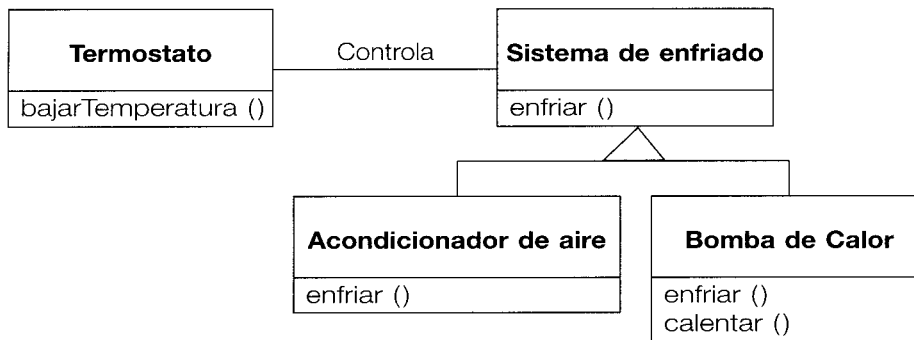 Termostato
bajarTemperatura ()
Controla
Sistema de enfriado
enfriar ()
Acondicionador de aire
enfriar ()
Bomba de Calor
enfriar ()
calentar ()